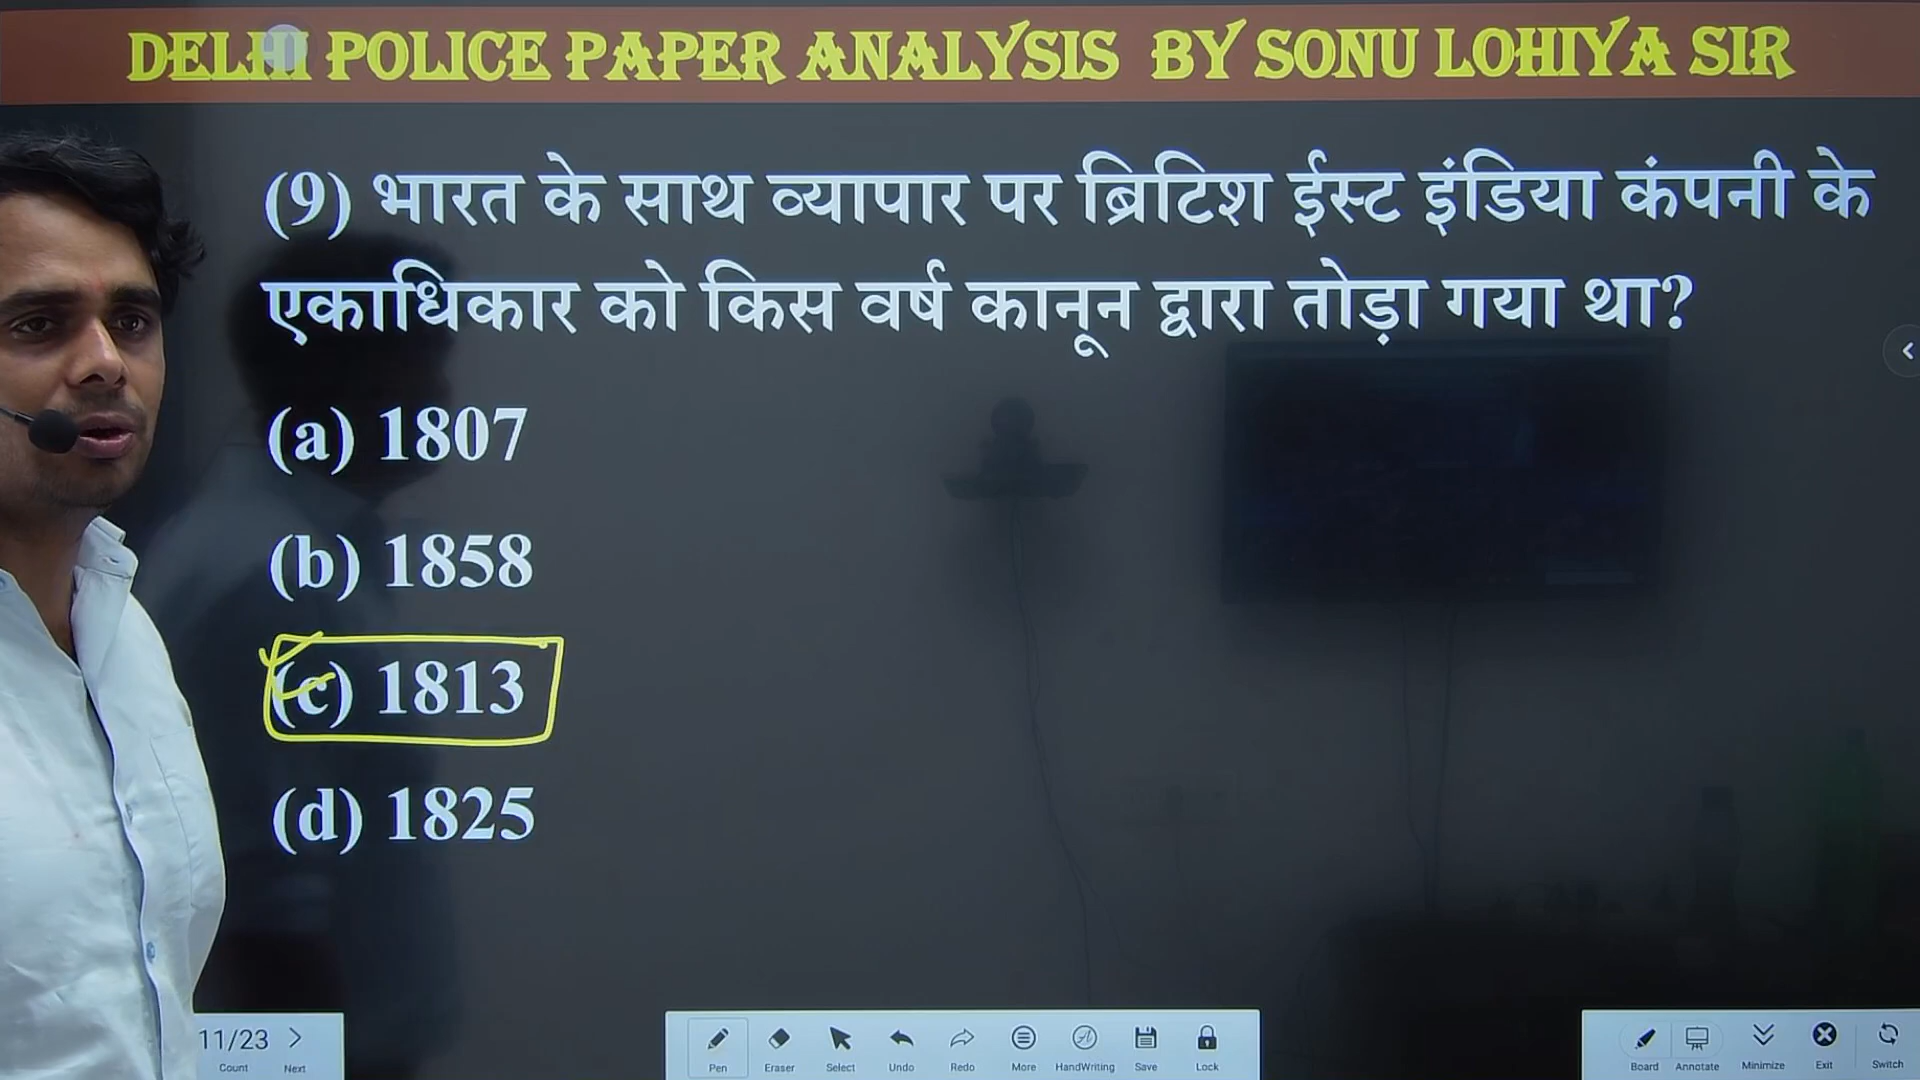 DELHI POLICE PAPER ANALYSIS BY SONU LOHIYA SIR
(9) भारत के साथ व्यापार पर ब्रिटिश ईस्ट इंडिया कंपनी के
एकाधिकार को किस वर्ष कानून द्वारा तोड़ा गया था?
(a) 1807
(b) 1858
(c) 1813
(d) 1825
11/23
Count Next
Pen Eraser Select Undo Redo More HandWriting Save Lock
Board Annotate Minimize Exit Switch